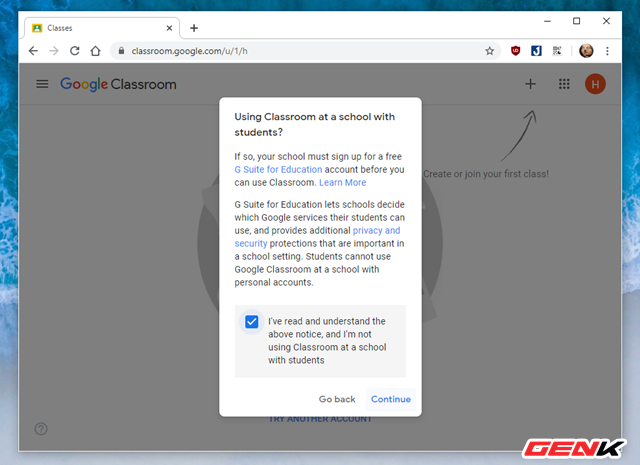 Classes
classroom.google.com/u/1/h
Google Classroom
H
Create or join your first class!
Using Classroom at a school with
students?
If so, your school must sign up for a free
G Suite for Education account before you
can use Classroom. Learn More
G Suite for Education lets schools decide
which Google services their students can
use, and provides additional privacy and
security protections that are important in
a school setting. Students cannot use
Google Classroom at a school with
personal accounts.
I've read and understand the
above notice, and I'm not
using Classroom at a school
with students
Go back Continue
TRY ANOTHER ACCOUNT
GENK